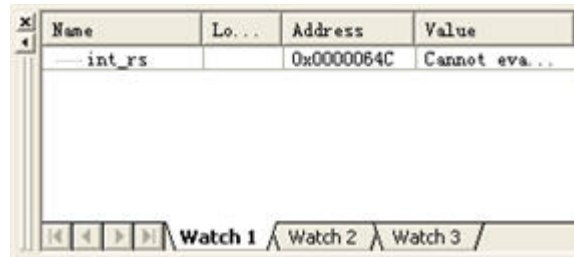 Name Lo... Address Value
int_rs 0x0000064C Cannot eva...
Watch 1 Watch 2 Watch 3